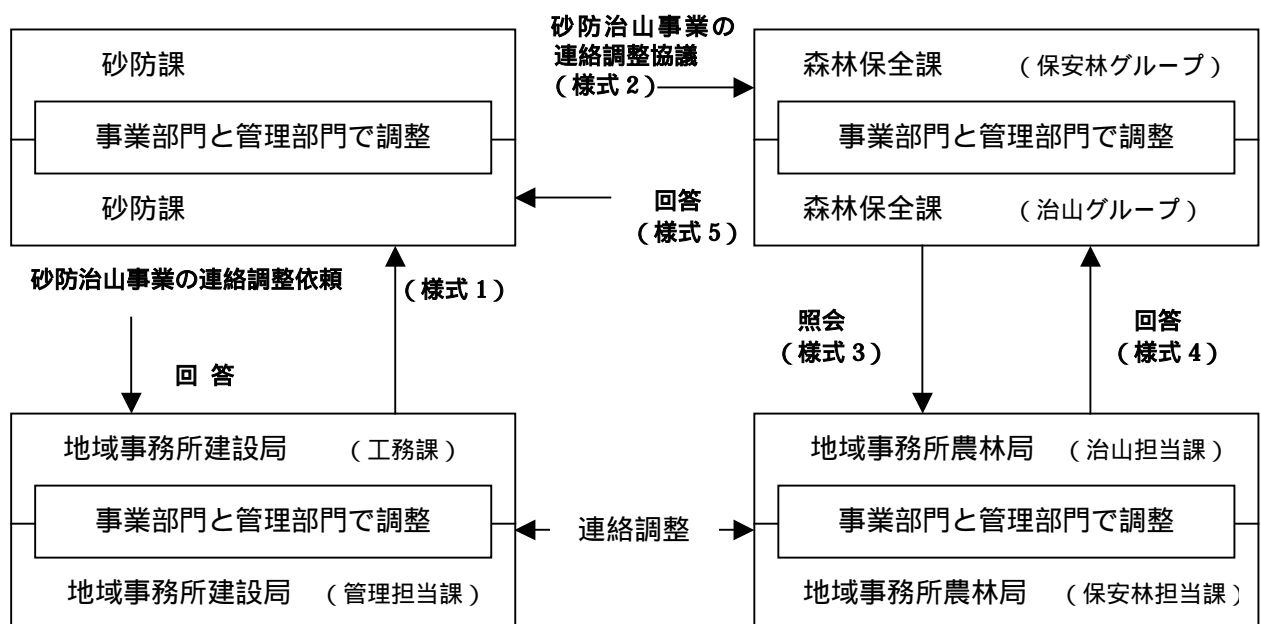 砂防治山事業の
連絡調整協議
(様式2)
砂防課
事業部門と管理部門で調整
砂防課
森林保全課 (保安林グループ)
事業部門と管理部門で調整
森林保全課 (治山グループ)
回答
(様式5)
砂防治山事業の連絡調整依頼
(様式1)
回 答
照会
(様式3)
回答
(様式4)
地域事務所建設局 (工務課)
事業部門と管理部門で調整
地域事務所建設局 (管理担当課)
連絡調整
地域事務所農林局 (治山担当課)
事業部門と管理部門で調整
地域事務所農林局 (保安林担当課)